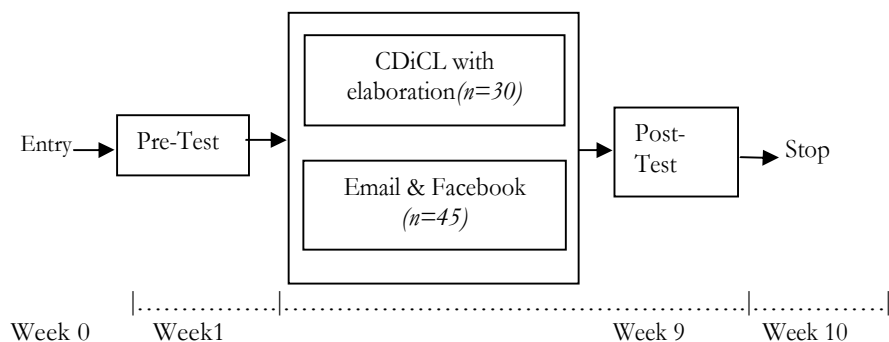 CDiCL with
elaboration(n=30)
Entry
Pre-Test
Post-
Test
Stop
Email & Facebook
(n=45)
Week 0
Week1
Week 9
Week 10